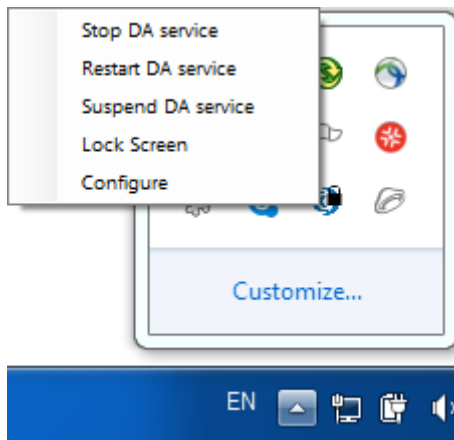 Stop DA service
Restart DA service
Suspend DA service
Lock Screen
Configure
Customize...
EN